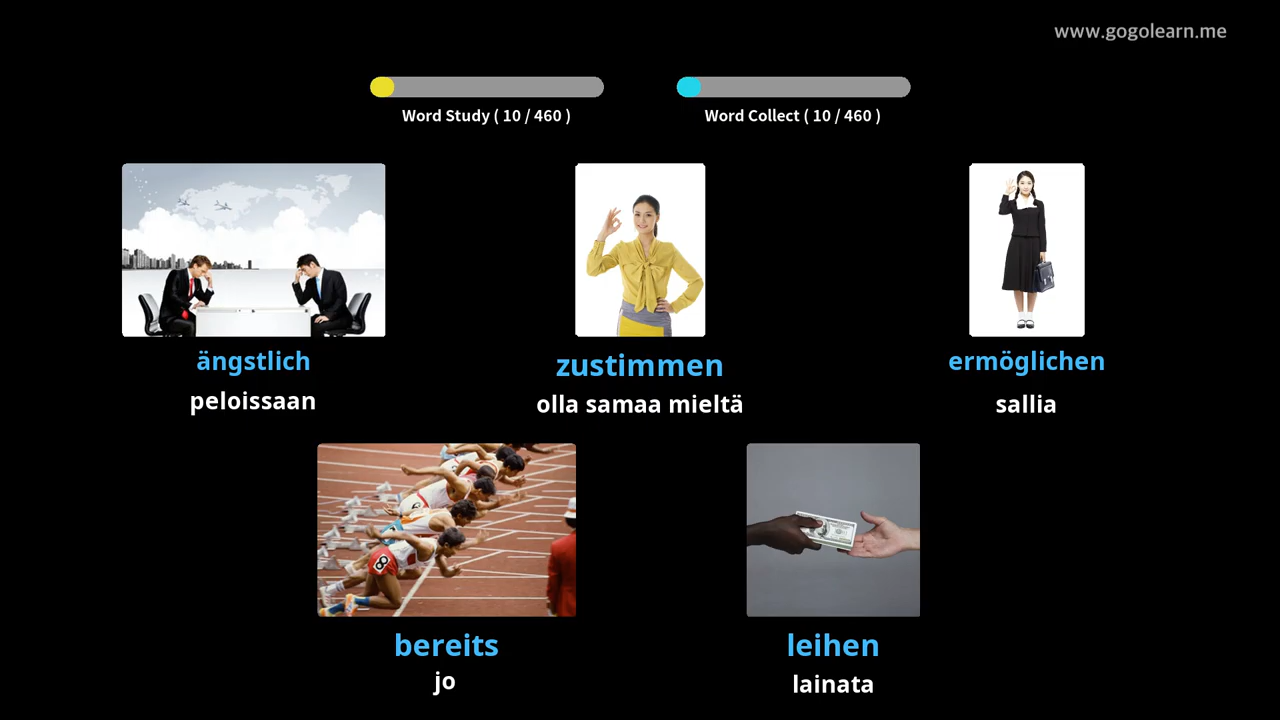 www.gogolearn.me
Word Study ( 10 / 460 )
Word Collect ( 10 / 460 )
ängstlich
peloissaan
zustimmen
olla samaa mieltä
ermöglichen
sallia
bereits
jo
leihen
lainata